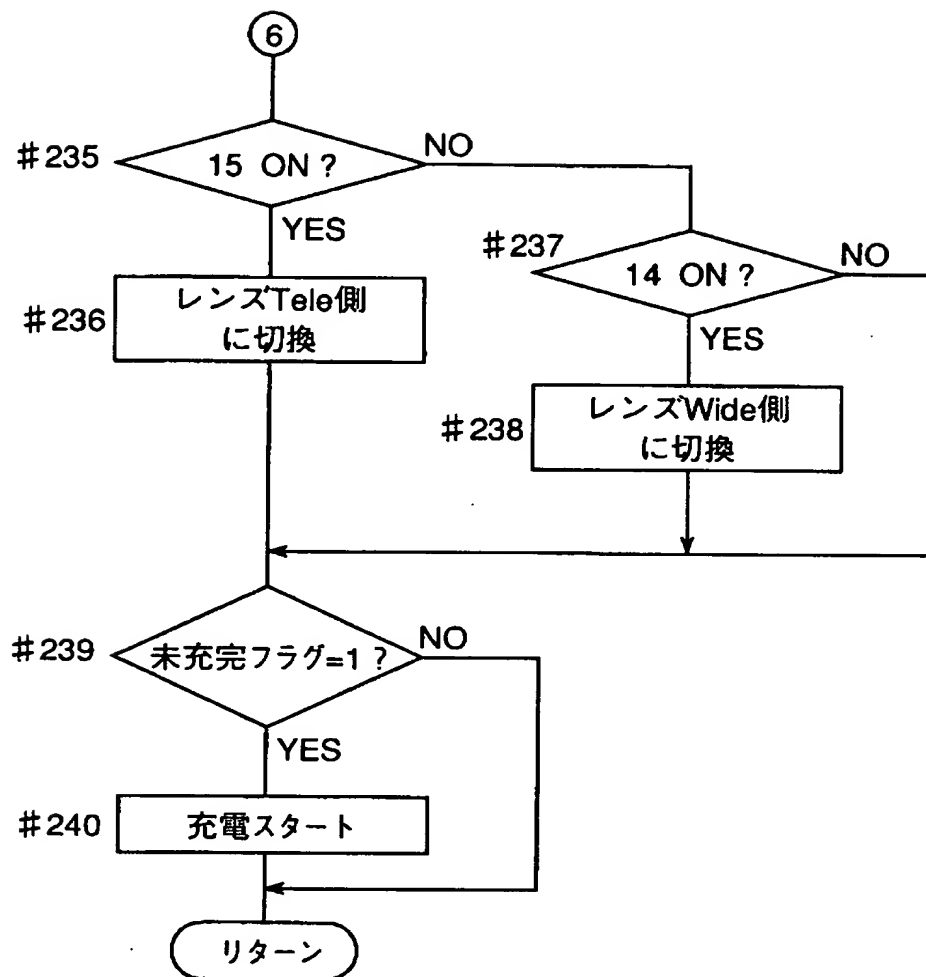 6
#235
15 ON ?
NO
YES
#236
レンズTele側
に切換
#237
14 ON ?
NO
YES
#238
レンズWide側
に切換
#239
未充完フラグ=1 ?
NO
YES
#240
充電スタート
リターン